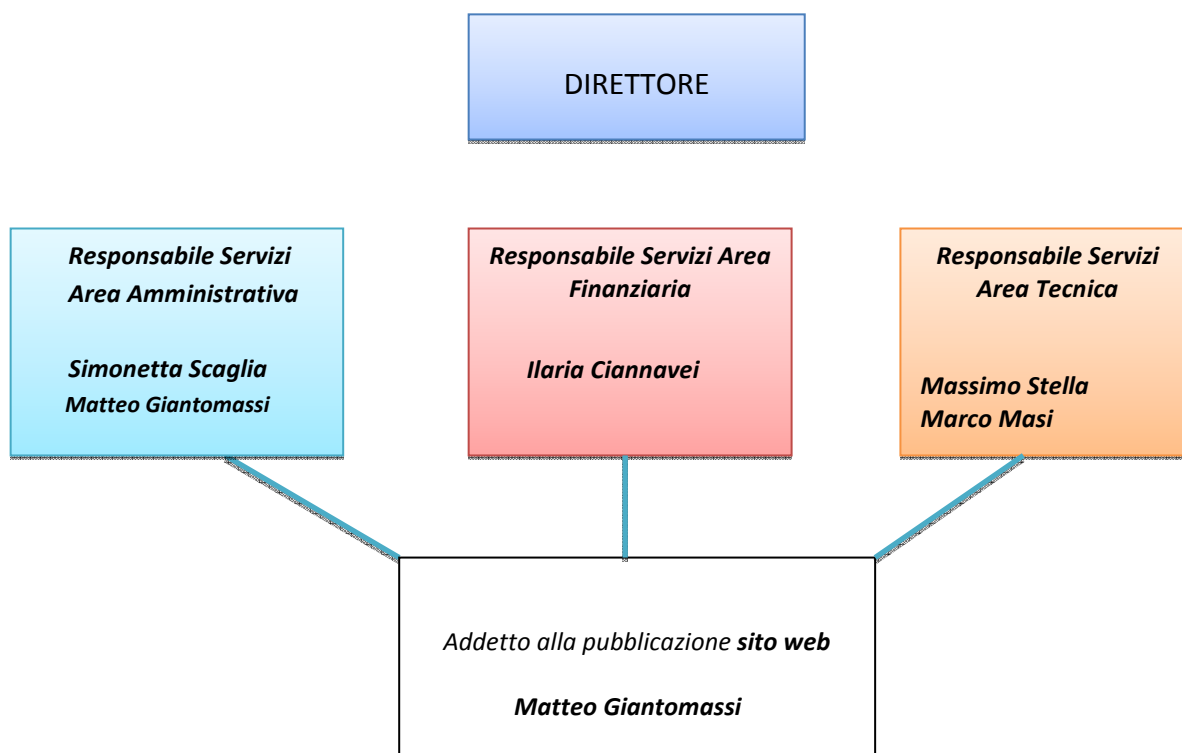 DIRETTORE
Responsabile Servizi
Area Amministrativa
Simonetta Scaglia
Matteo Giantomassi
Responsabile Servizi Area
Finanziaria
Ilaria Ciannavei
Responsabile Servizi
Area Tecnica
Massimo Stella
Marco Masi
Addetto alla pubblicazione sito web
Matteo Giantomassi